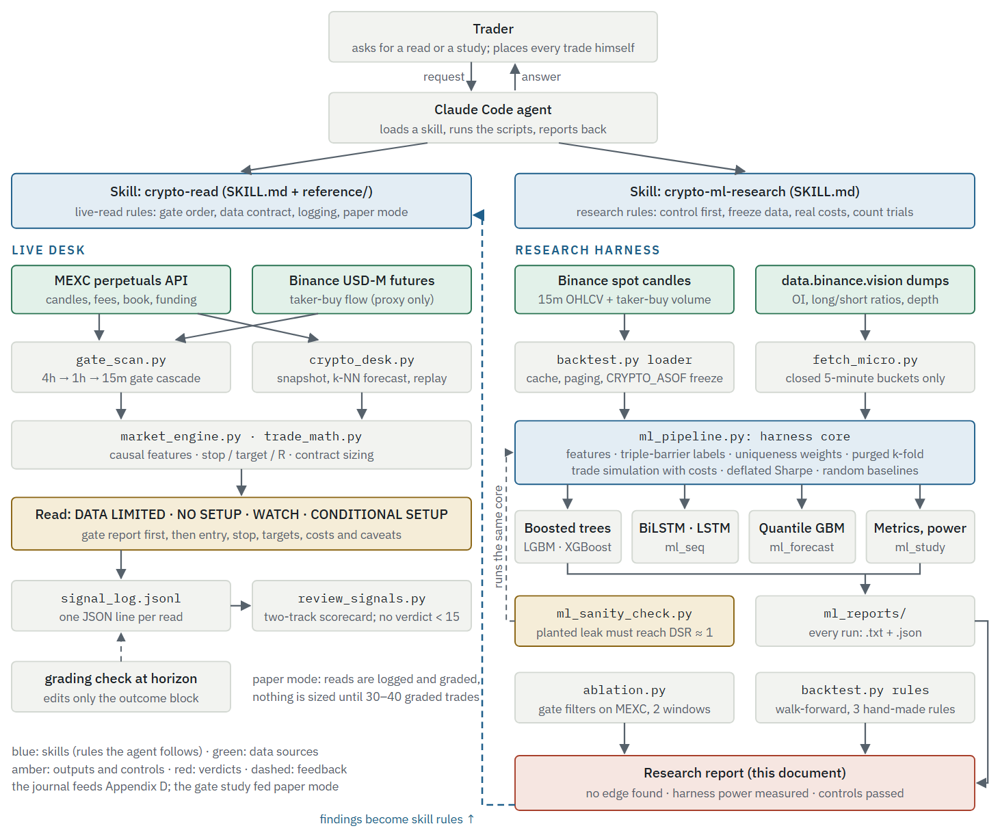 Trader
asks for a read or a study; places every trade himself
request
answer
Claude Code agent
loads a skill, runs the scripts, reports back
Skill: crypto-read (SKILL.md + reference/)
live-read rules: gate order, data contract, logging, paper mode
Skill: crypto-ml-research (SKILL.md)
research rules: control first, freeze data, real costs, count trials
LIVE DESK
MEXC perpetuals API
candles, fees, book, funding
Binance USD-M futures
taker-buy flow (proxy only)
gate_scan.py
4h → 1h → 15m gate cascade
crypto_desk.py
snapshot, k-NN forecast, replay
market_engine.py · trade_math.py
causal features · stop / target / R · contract sizing
Read: DATA LIMITED · NO SETUP · WATCH · CONDITIONAL SETUP
gate report first, then entry, stop, targets, costs and caveats
signal_log.jsonl
one JSON line per read
review_signals.py
two-track scorecard; no verdict < 15
grading check at horizon
edits only the outcome block
paper mode: reads are logged and graded,
nothing is sized until 30–40 graded trades
blue: skills (rules the agent follows) · green: data sources
amber: outputs and controls · red: verdicts · dashed: feedback
the journal feeds Appendix D; the gate study fed paper mode
findings become skill rules ↑
RESEARCH HARNESS
Binance spot candles
15m OHLCV + taker-buy volume
data.binance.vision dumps
OI, long/short ratios, depth
backtest.py loader
cache, paging, CRYPTO_ASOF freeze
fetch_micro.py
closed 5-minute buckets only
ml_pipeline.py: harness core
features · triple-barrier labels · uniqueness weights · purged k-fold
trade simulation with costs · deflated Sharpe · random baselines
runs the same core
Boosted trees
LGBM · XGBoost
BiLSTM · LSTM
ml_seq
Quantile GBM
ml_forecast
Metrics, power
ml_study
ml_sanity_check.py
planted leak must reach DSR ≈ 1
ml_reports/
every run: .txt + .json
ablation.py
gate filters on MEXC, 2 windows
backtest.py rules
walk-forward, 3 hand-made rules
Research report (this document)
no edge found · harness power measured · controls passed